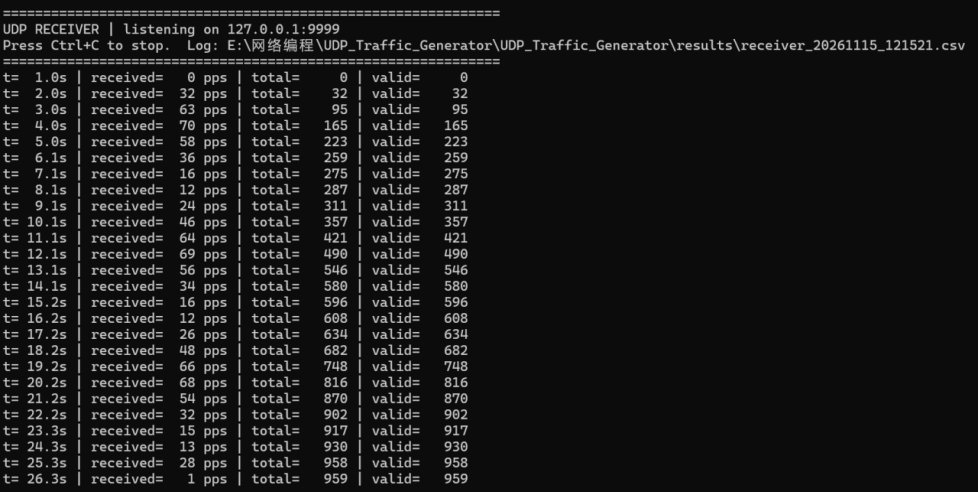 ==============================================================
UDP RECEIVER | listening on 127.0.0.1:9999
Press Ctrl+C to stop.  Log: E:\网络编程\UDP_Traffic_Generator\UDP_Traffic_Generator\results\receiver_20261115_121521.csv
==============================================================
t=  1.0s | received=   0 pps | total=     0 | valid=     0
t=  2.0s | received=  32 pps | total=    32 | valid=    32
t=  3.0s | received=  63 pps | total=    95 | valid=    95
t=  4.0s | received=  70 pps | total=   165 | valid=   165
t=  5.0s | received=  58 pps | total=   223 | valid=   223
t=  6.1s | received=  36 pps | total=   259 | valid=   259
t=  7.1s | received=  16 pps | total=   275 | valid=   275
t=  8.1s | received=  12 pps | total=   287 | valid=   287
t=  9.1s | received=  24 pps | total=   311 | valid=   311
t= 10.1s | received=  46 pps | total=   357 | valid=   357
t= 11.1s | received=  64 pps | total=   421 | valid=   421
t= 12.1s | received=  69 pps | total=   490 | valid=   490
t= 13.1s | received=  56 pps | total=   546 | valid=   546
t= 14.1s | received=  34 pps | total=   580 | valid=   580
t= 15.2s | received=  16 pps | total=   596 | valid=   596
t= 16.2s | received=  12 pps | total=   608 | valid=   608
t= 17.2s | received=  26 pps | total=   634 | valid=   634
t= 18.2s | received=  48 pps | total=   682 | valid=   682
t= 19.2s | received=  66 pps | total=   748 | valid=   748
t= 20.2s | received=  68 pps | total=   816 | valid=   816
t= 21.2s | received=  54 pps | total=   870 | valid=   870
t= 22.2s | received=  32 pps | total=   902 | valid=   902
t= 23.3s | received=  15 pps | total=   917 | valid=   917
t= 24.3s | received=  13 pps | total=   930 | valid=   930
t= 25.3s | received=  28 pps | total=   958 | valid=   958
t= 26.3s | received=   1 pps | total=   959 | valid=   959